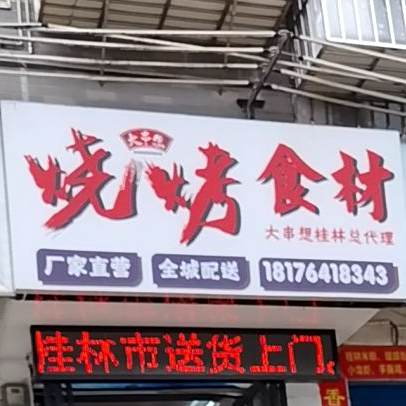 大串想
烧烤食材
大串想桂林总代理
厂家直营 全城配送 18176418343
桂林市送货上门。
香